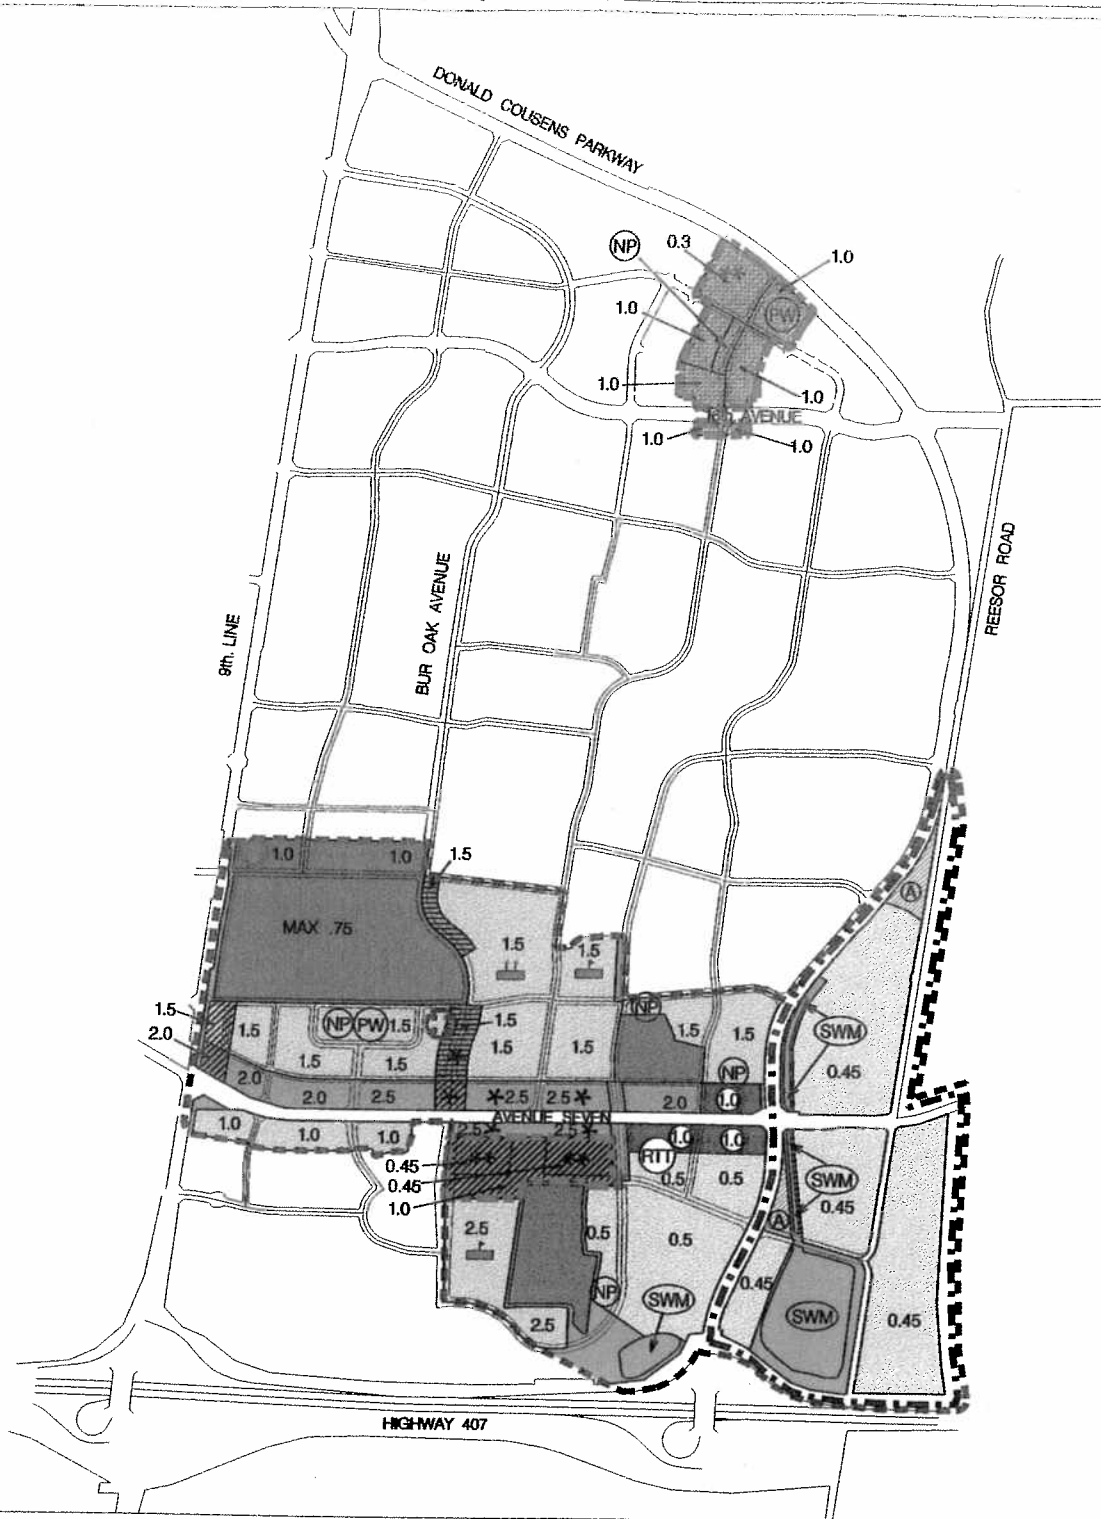 DONALD COUSENS PARKWAY
NP
0.3
1.0
1.0
PW
1.0
1.0
16th AVENUE
1.0
1.0
REESOR ROAD
BUR OAK AVENUE
9th. LINE
1.0
1.0
1.5
A
MAX .75
1.5
1.5
1.5
NP
1.5
NP
PW
1.5
1.5
1.5
1.5
SWM
2.0
1.5
1.5
1.5
1.5
0.45
NP
2.0
2.0
2.5
2.5
2.5
2.0
1.0
AVENUE SEVEN
1.0
1.0
1.0
2.5
2.5
1.0
1.0
RTT
0.45
0.5
0.5
SWM
0.45
0.45
1.0
A
2.5
0.5
0.5
0.45
NP
SWM
SWM
0.45
2.5
HIGHWAY 407